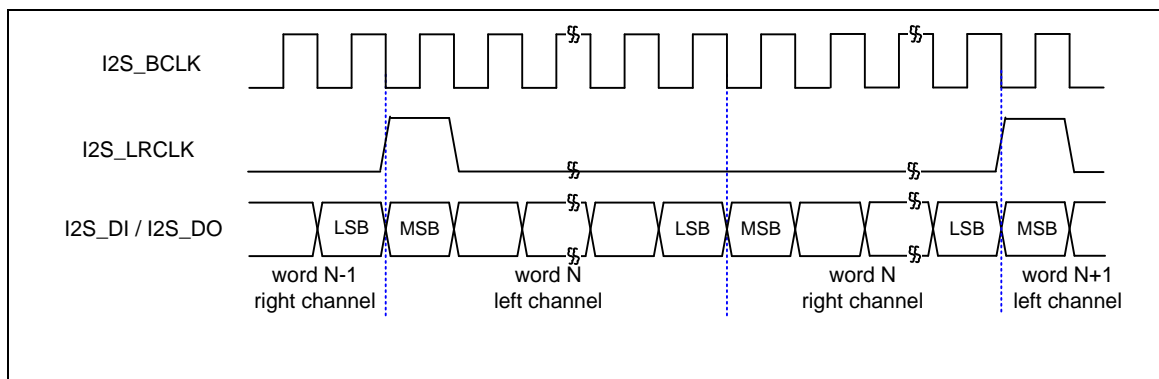 I2S_BCLK
I2S_LRCLK
I2S_DI / I2S_DO
LSB MSB LSB MSB LSB MSB
word N-1 word N word N word N+1
right channel left channel right channel left channel